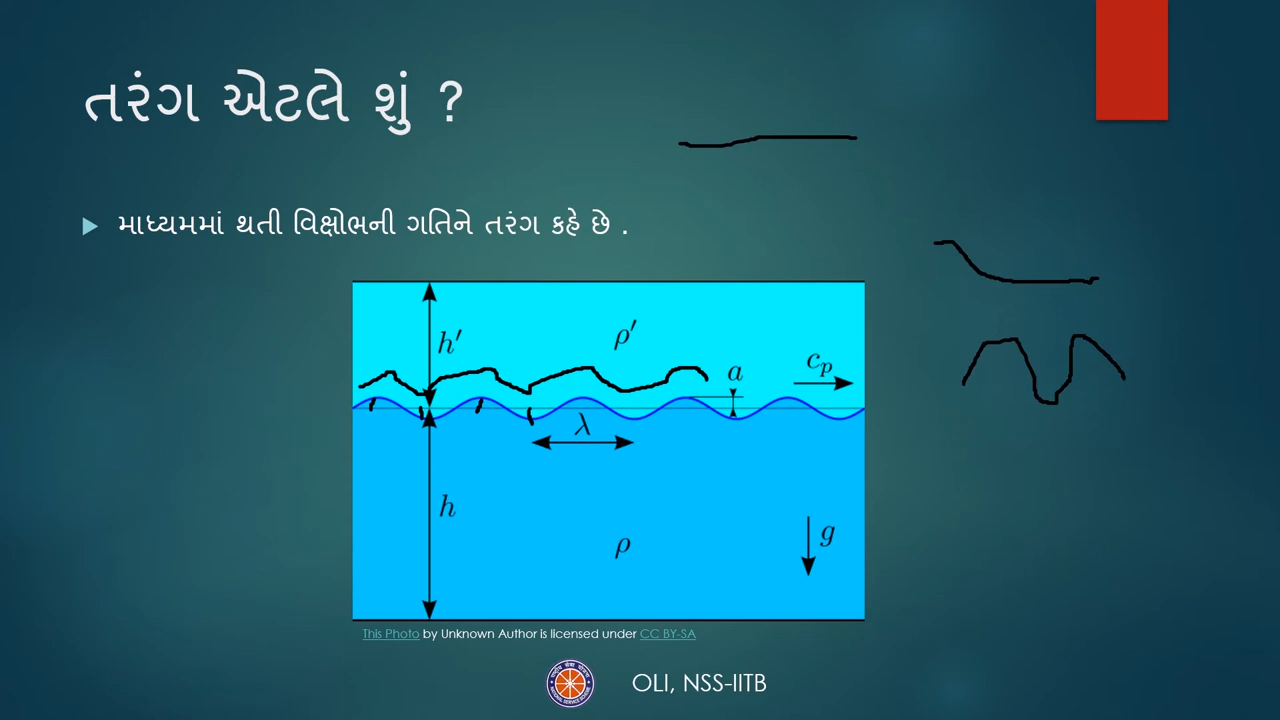 તરંગ એટલે શું ?
માધ્યમમાં થતી વિક્ષોભની ગતિને તરંગ કહે છે .
h′
ρ′
a
c_p
λ
h
ρ
g
This Photo by Unknown Author is licensed under CC BY-SA
OLI, NSS-IITB